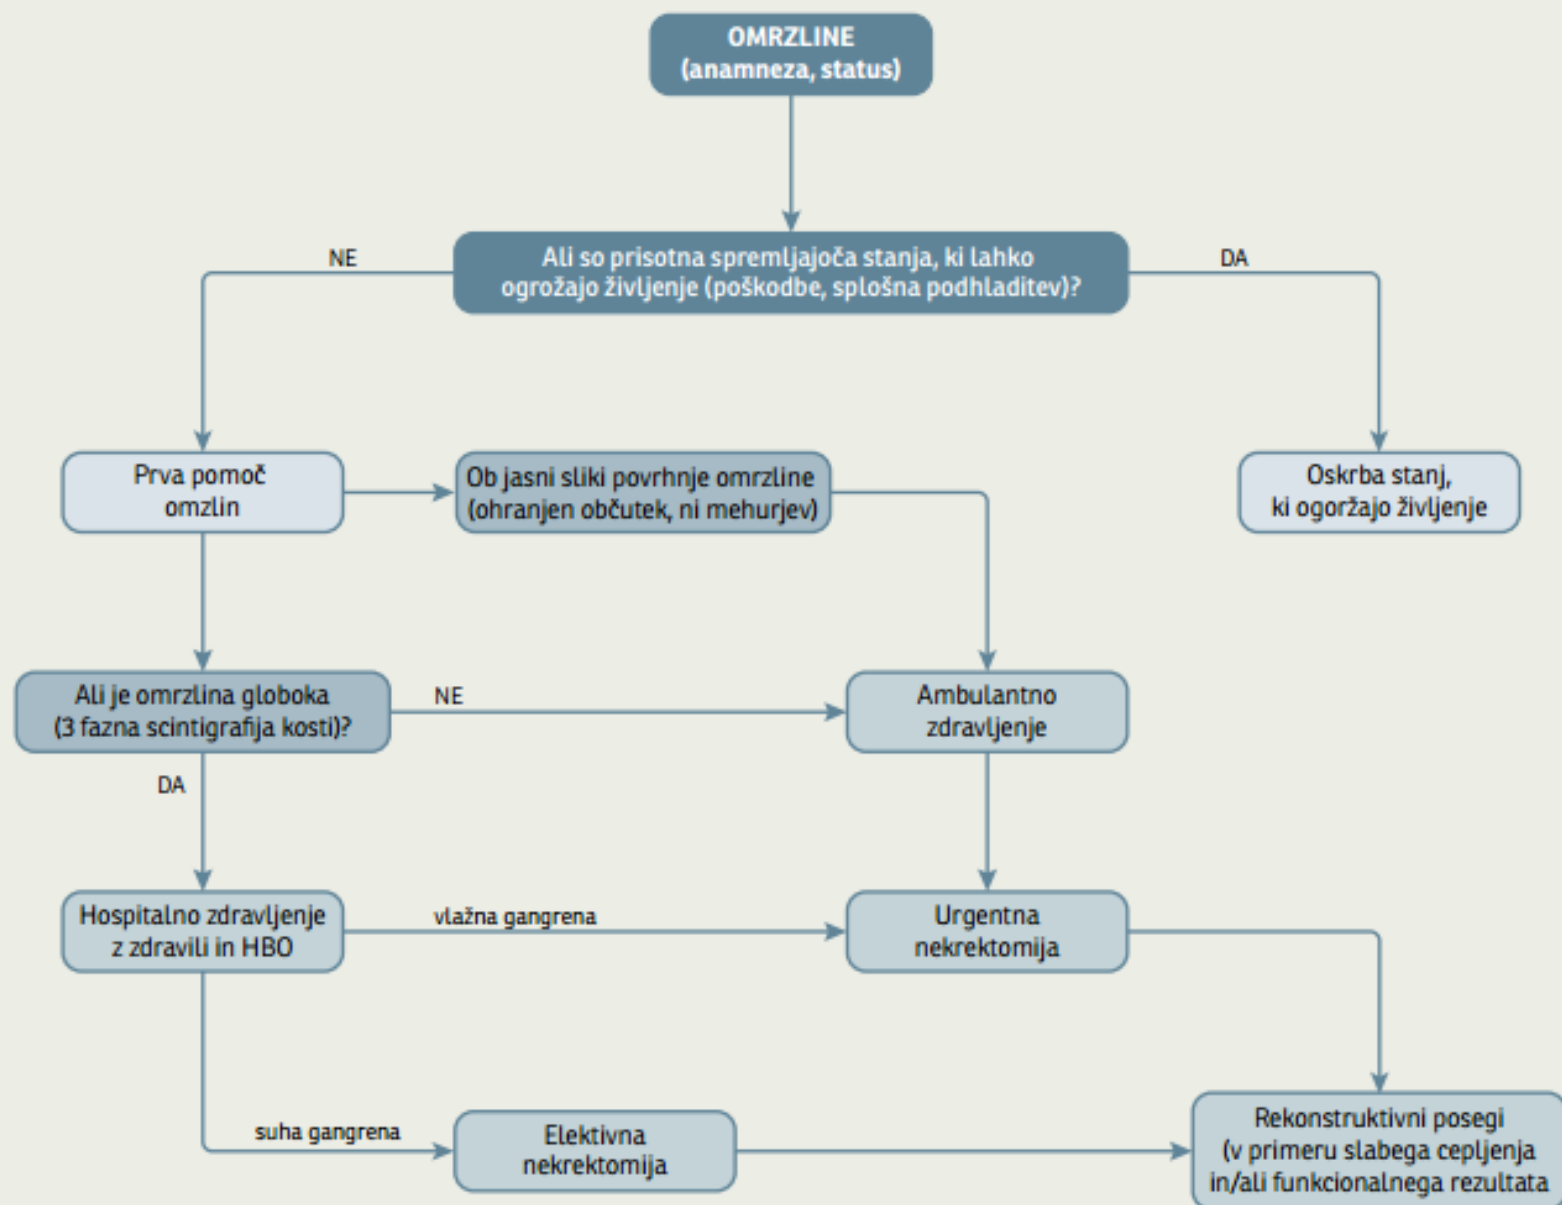 OMRZLINE
(anamneza, status)
NE
Ali so prisotna spremljajoča stanja, ki lahko
ogrožajo življenje (poškodbe, splošna podhladitev)?
DA
Prva pomoč
omzlin
Ob jasni sliki povrhnje omrzline
(ohranjen občutek, ni mehurjev)
Oskrba stanj,
ki ogoržajo življenje
Ali je omrzlina globoka
(3 fazna scintigrafija kosti)?
NE
Ambulantno
zdravljenje
DA
Hospitalno zdravljenje
z zdravili in HBO
vlažna gangrena
Urgentna
nekrektomija
suha gangrena
Elektivna
nekrektomija
Rekonstruktivni posegi
(v primeru slabega cepljenja
in/ali funkcionalnega rezultata